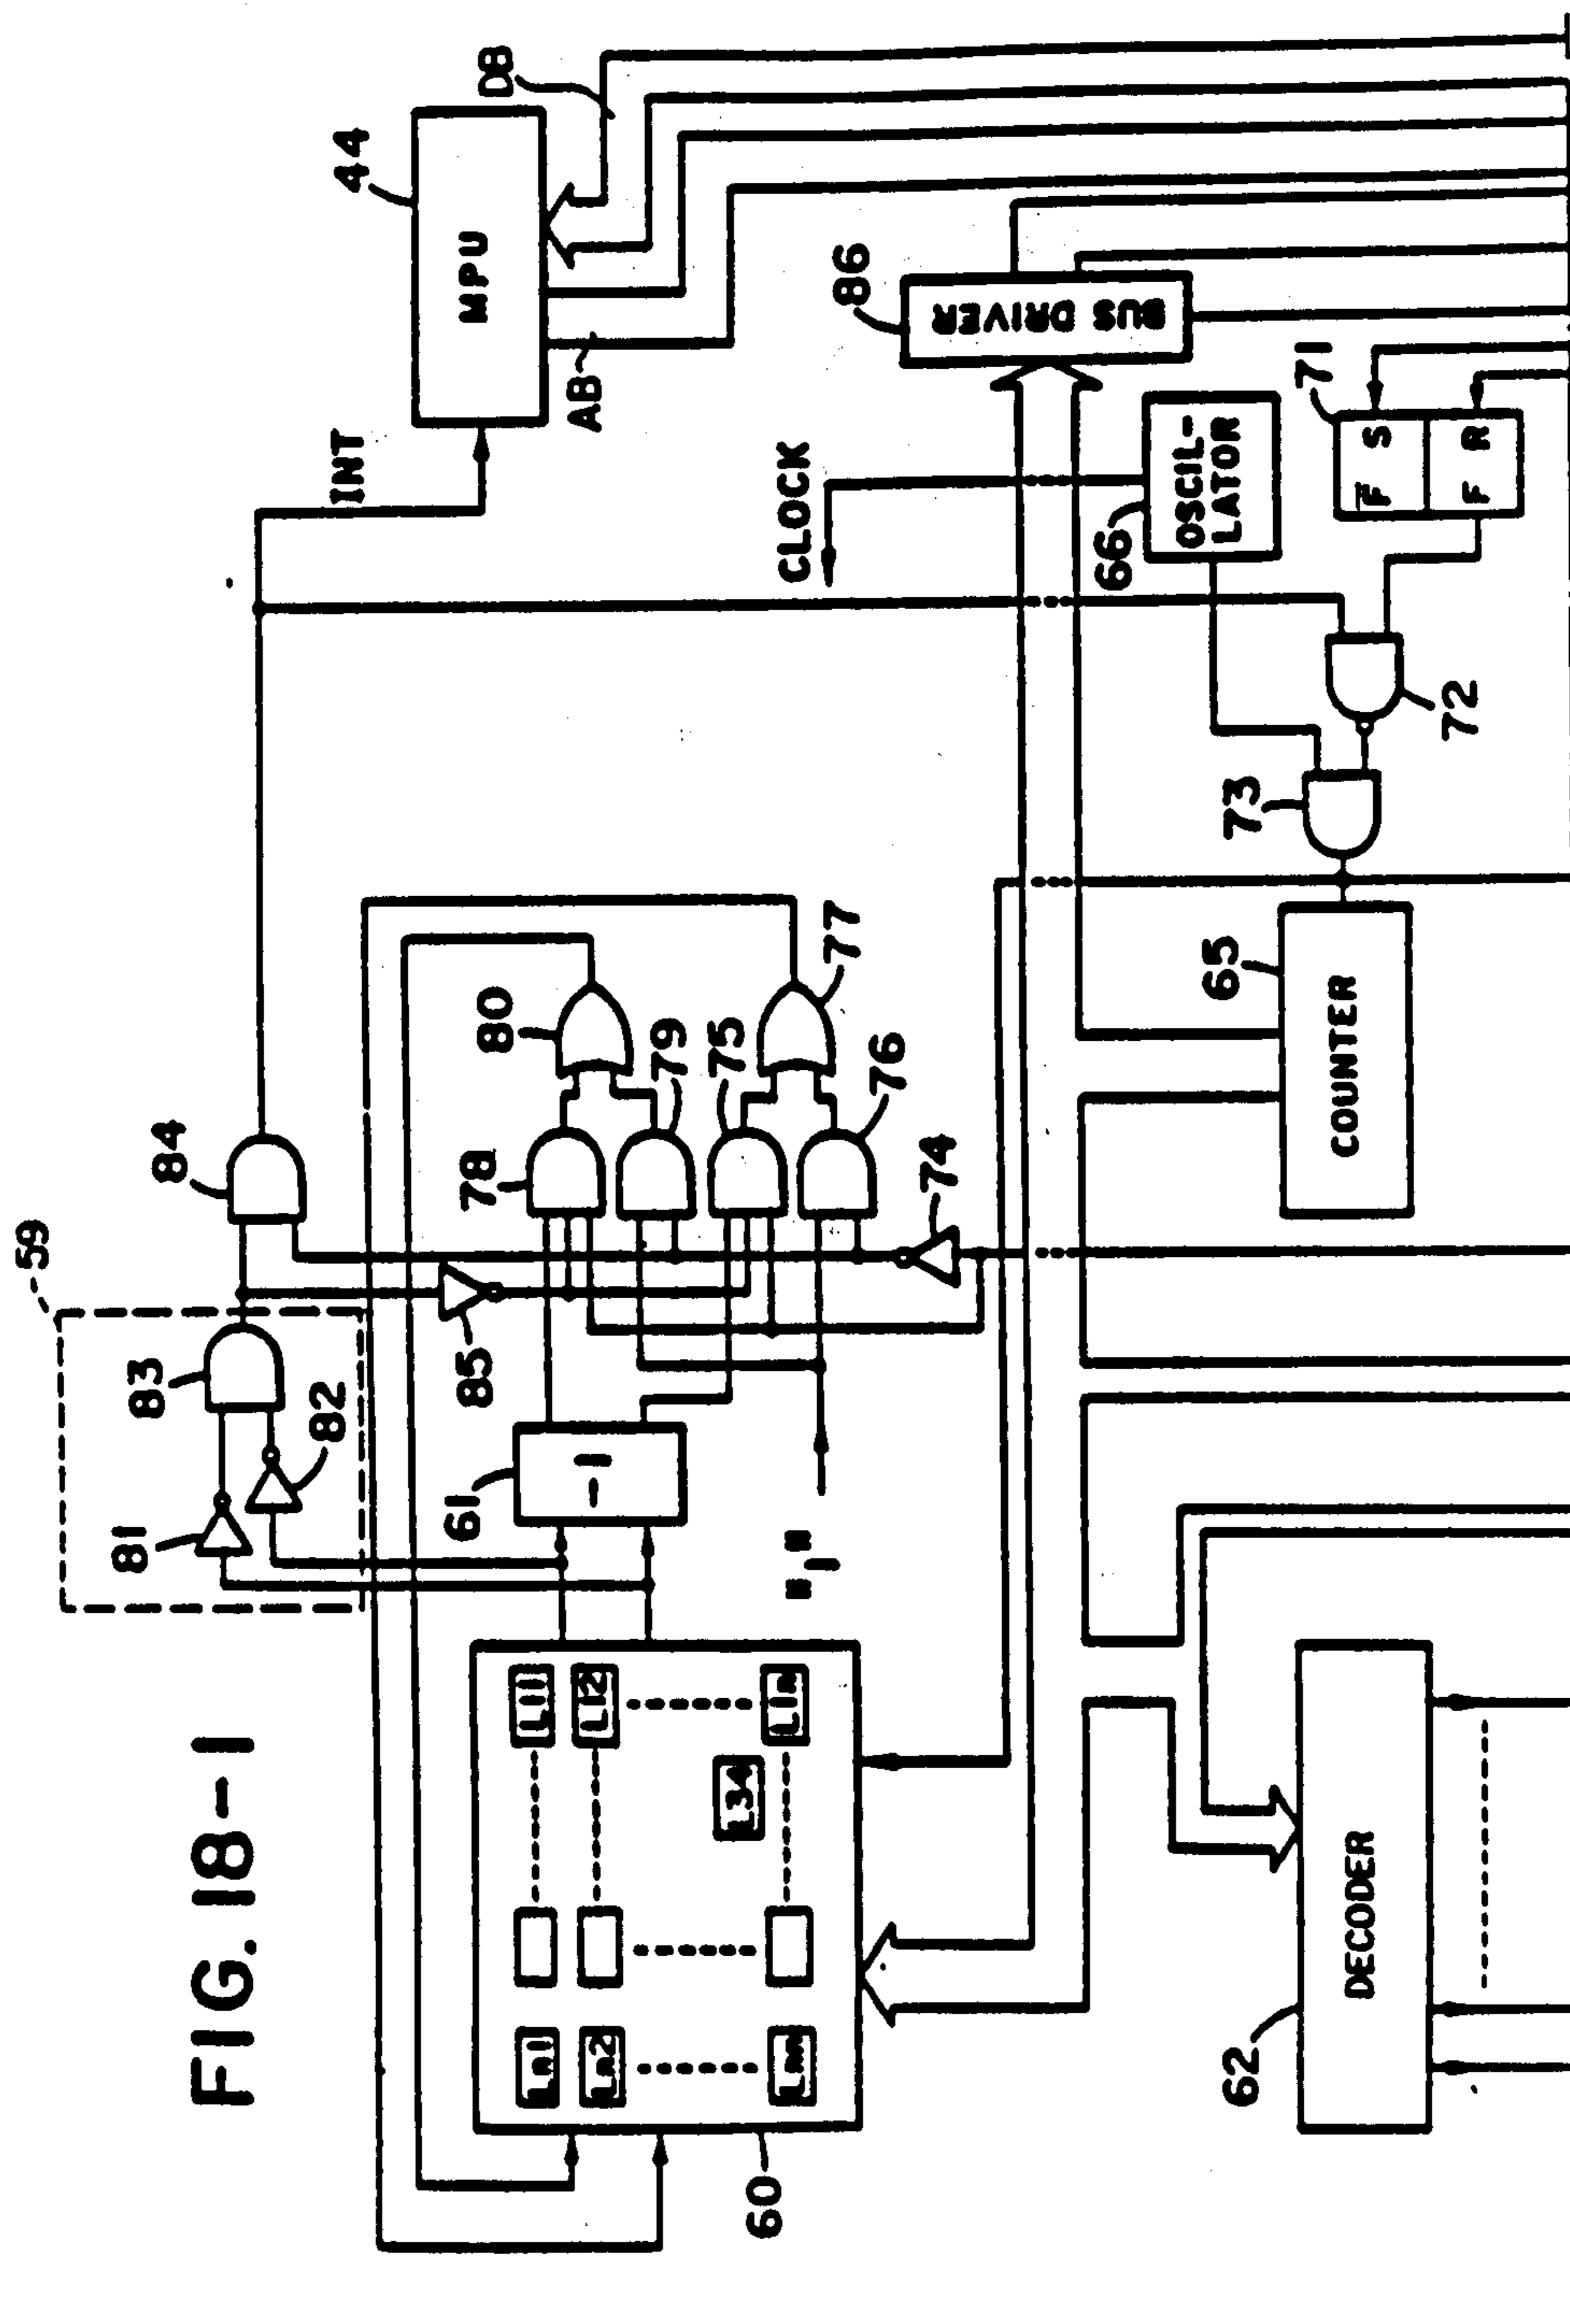 FIG. 18-1
59
81
82
83
84
85
INT
44
MPU
AB
DB
61
-1
"1"
78
79
75
76
80
77
74
60
L11
L12
L1n
L34
Ln1
Ln2
Lnn
CLOCK
86
BUS DRIVER
66
OSCIL-
LATOR
71
F̅ S
F R
72
73
65
COUNTER
62
DECODER